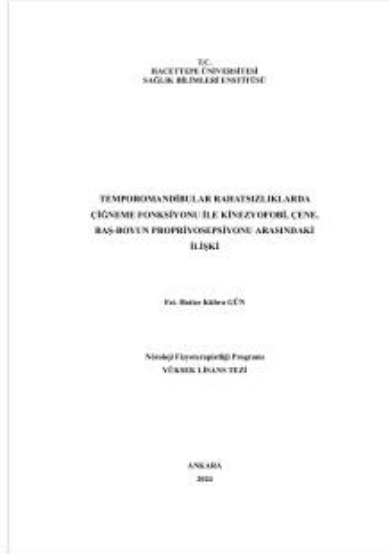 T.C.
HACETTEPE ÜNİVERSİTESİ
SAĞLIK BİLİMLERİ ENSTİTÜSÜ
TEMPOROMANDİBULAR RAHATSIZLIKLARDA
ÇİĞNEME FONKSİYONU İLE KİNEZYOFOBİ, ÇENE,
BAŞ-BOYUN PROPRİYOSEPSİYONU ARASINDAKİ
İLİŞKİ
Fzt. Kübra GÜN
Nöroloji Fizyoterapistliği Programı
YÜKSEK LİSANS TEZİ
ANKARA